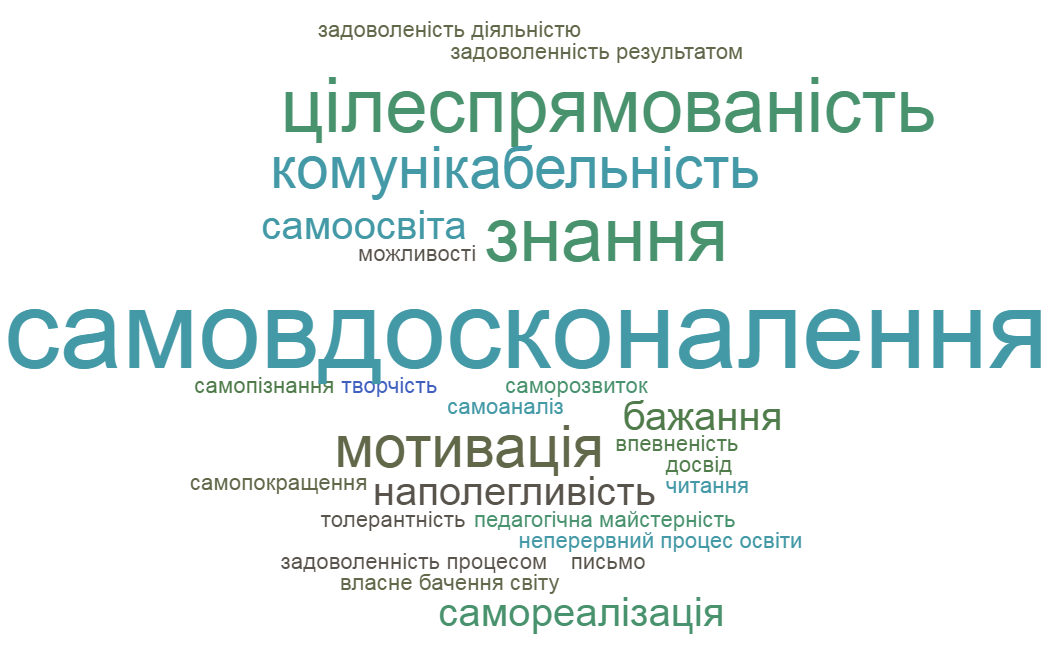 задоволеність діяльністю
задоволенність результатом
цілеспрямованість
комунікабельність
самоосвіта
знання
можливості
самовдосконалення
самопізнання
творчість
саморозвиток
самоаналіз
бажання
мотивація
впевненість
досвід
самопокращення
наполегливість
читання
толерантність
педагогічна майстерність
неперервний процес освіти
задоволенність процесом
письмо
власне бачення світу
самореалізація